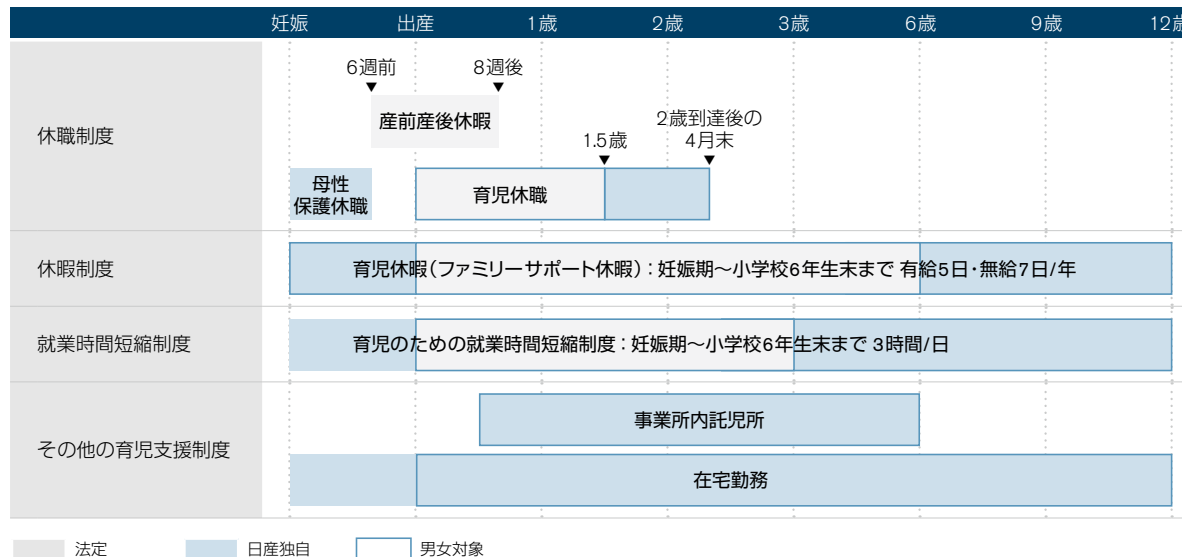 妊娠 出産 1歳 2歳 3歳 6歳 9歳 12歳
6週前 8週後
産前産後休暇
2歳到達後の
1.5歳 4月末
休職制度
母性
保護休職
育児休職
休暇制度
育児休暇（ファミリーサポート休暇）：妊娠期～小学校6年生末まで 有給5日・無給7日/年
就業時間短縮制度
育児のための就業時間短縮制度：妊娠期～小学校6年生末まで 3時間/日
事業所内託児所
その他の育児支援制度
在宅勤務
法定 日産独自 男女対象